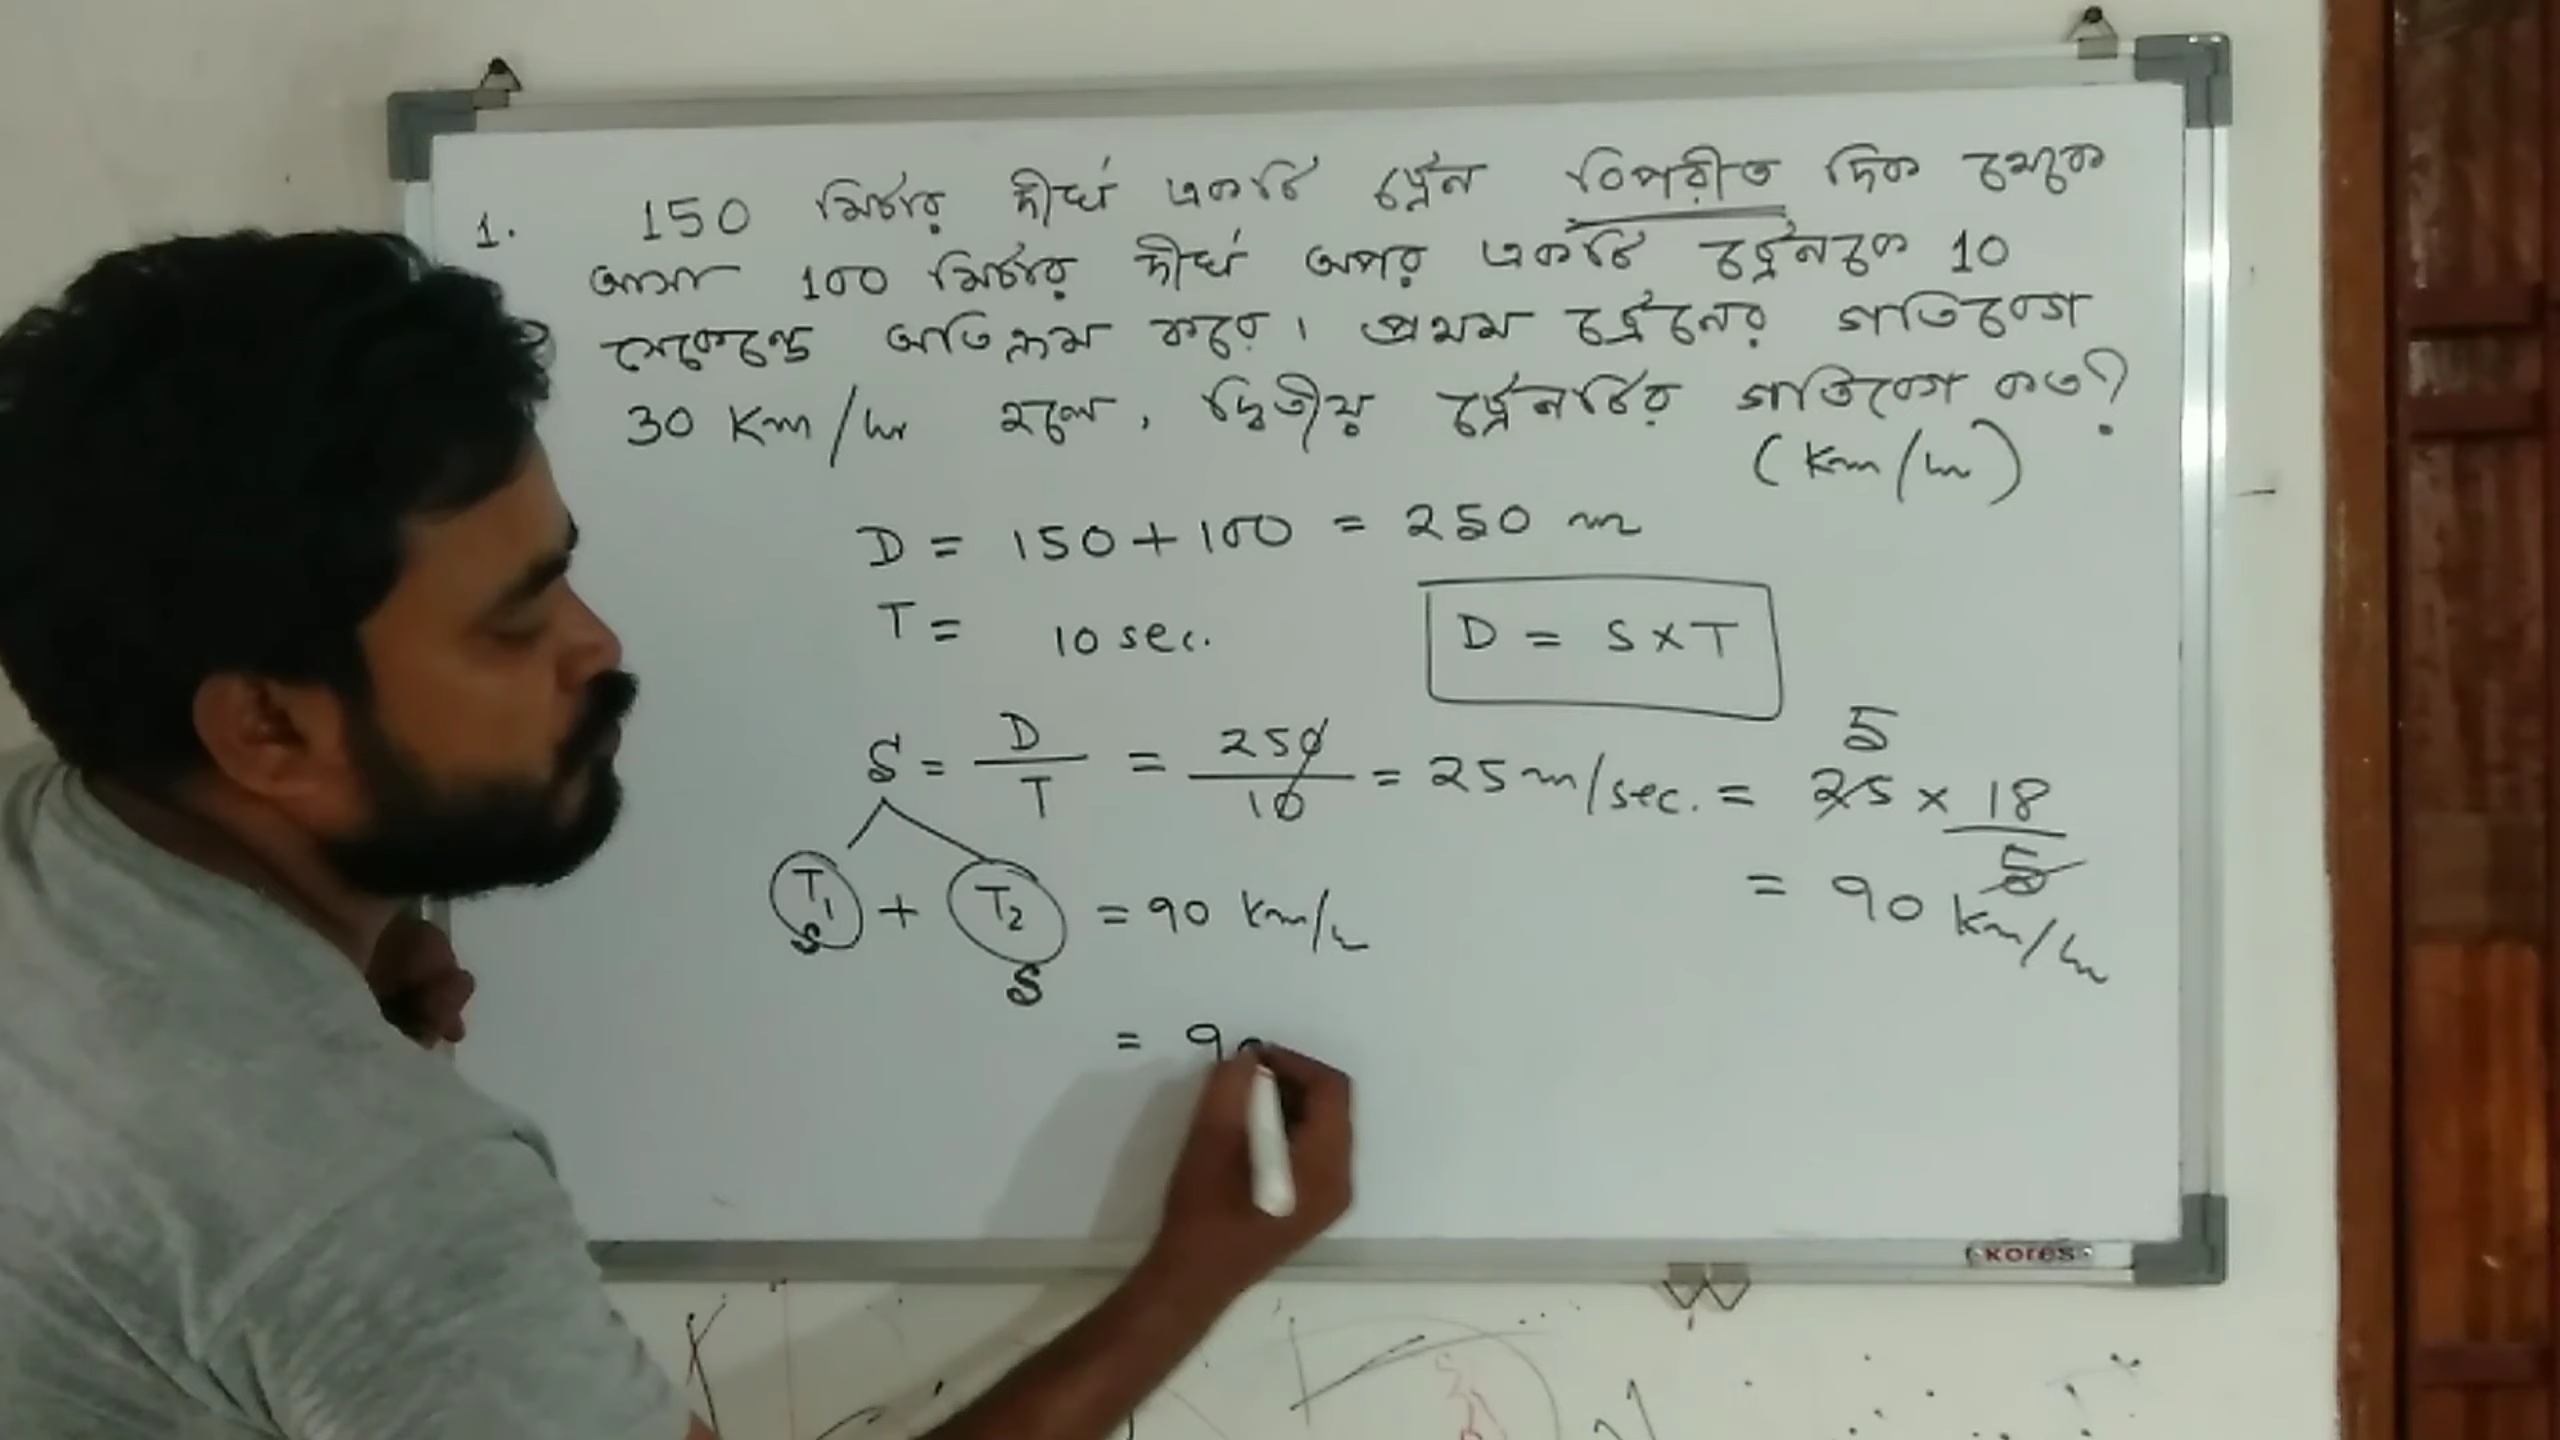 1. 150 মিটার দীর্ঘ একটি ট্রেন বিপরীত দিক থেকে
আসা 100 মিটার দীর্ঘ অপর একটি ট্রেনকে 10
সেকেন্ডে অতিক্রম করে। প্রথম ট্রেনের গতিবেগ
30 Km/hr হলে, দ্বিতীয় ট্রেনটির গতিবেগ কত?
(Km/hr)
D = 150+100 = 250 m
T = 10 sec.
D = S×T
S = D/T = 250/10 = 25 m/sec. = 25 × 18/5
5
= 90 Km/hr
T1 + T2 = 90 Km/hr
S S
= 90
KORES